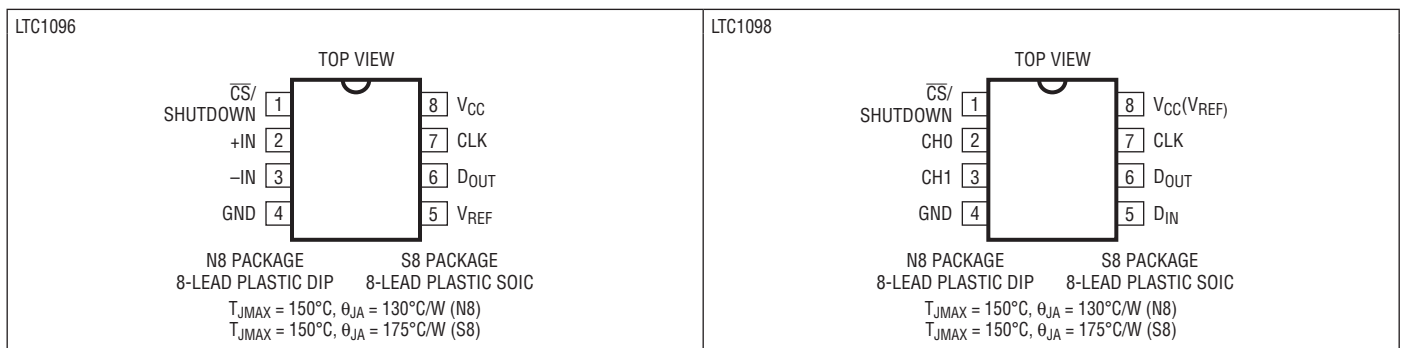 LTC1096
TOP VIEW
C̅S̅/
SHUTDOWN 1
+IN 2
–IN 3
GND 4
8 VCC
7 CLK
6 DOUT
5 VREF
N8 PACKAGE
8-LEAD PLASTIC DIP
S8 PACKAGE
8-LEAD PLASTIC SOIC
TJMAX = 150°C, θJA = 130°C/W (N8)
TJMAX = 150°C, θJA = 175°C/W (S8)
LTC1098
TOP VIEW
C̅S̅/
SHUTDOWN 1
CH0 2
CH1 3
GND 4
8 VCC(VREF)
7 CLK
6 DOUT
5 DIN
N8 PACKAGE
8-LEAD PLASTIC DIP
S8 PACKAGE
8-LEAD PLASTIC SOIC
TJMAX = 150°C, θJA = 130°C/W (N8)
TJMAX = 150°C, θJA = 175°C/W (S8)